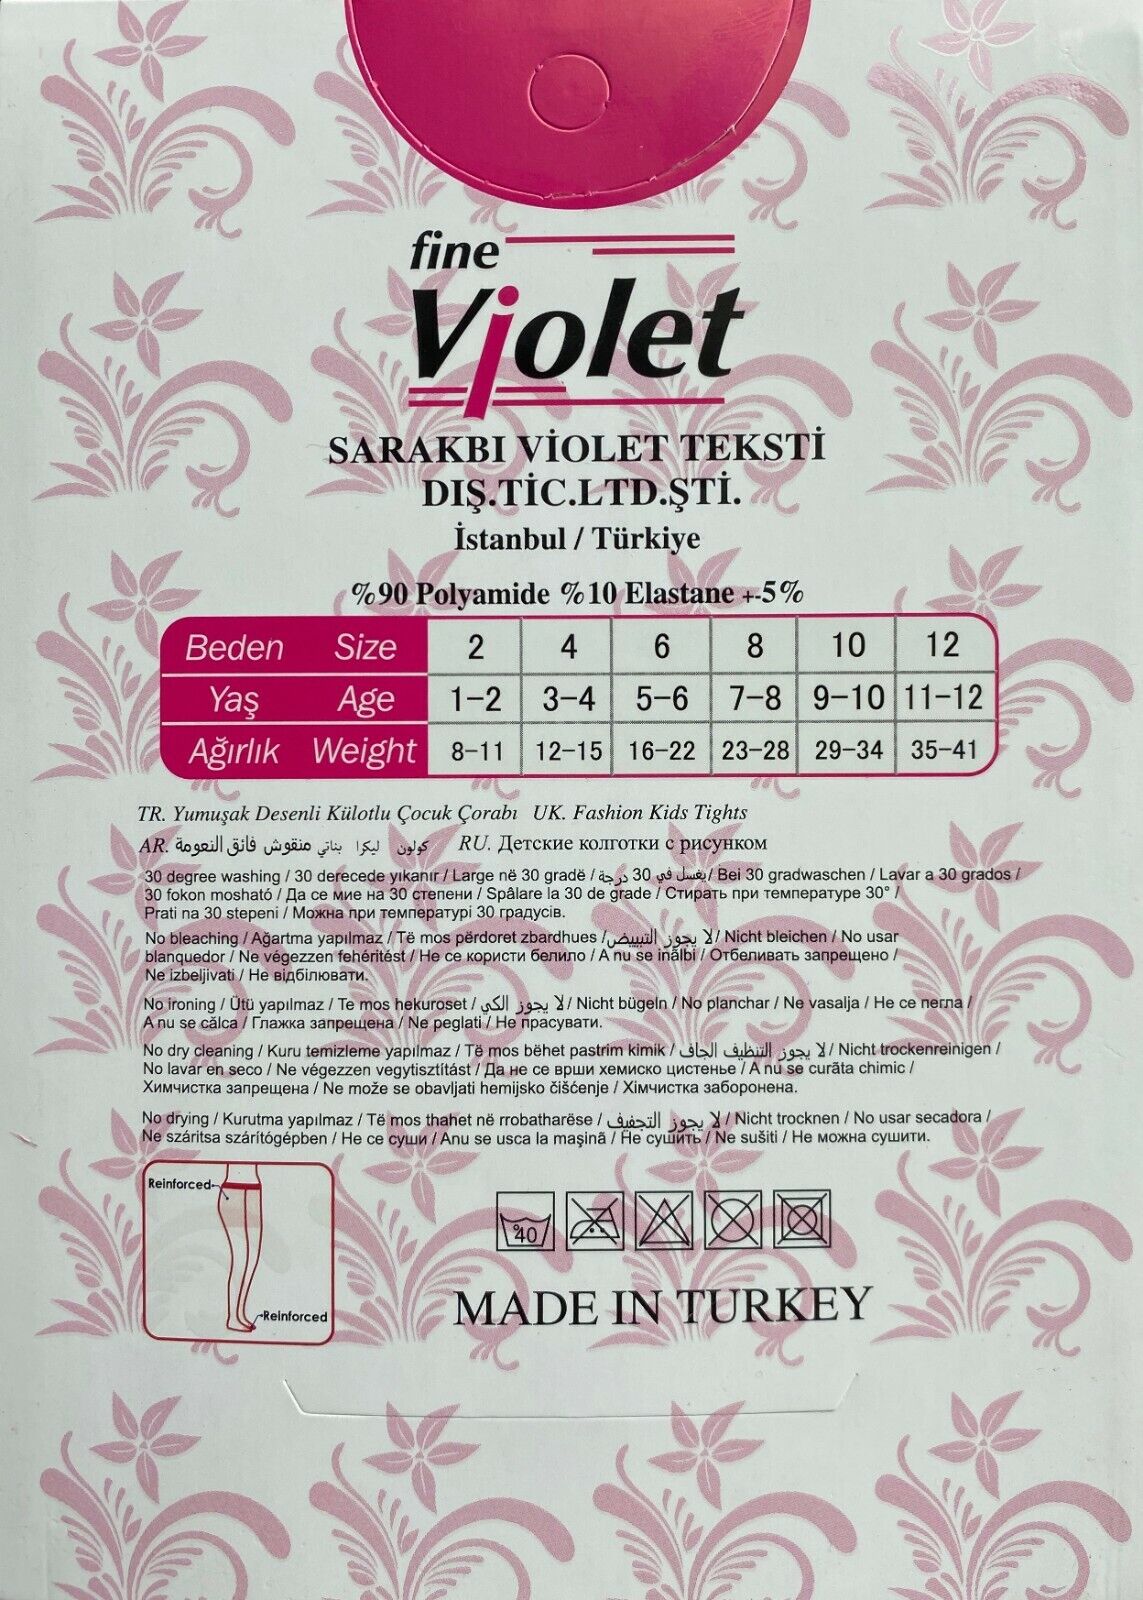 fine
Violet
SARAKBI VİOLET TEKSTİ
DIŞ.TİC.LTD.ŞTİ.
İstanbul / Türkiye
%90 Polyamide %10 Elastane +-5%
Beden Size 2 4 6 8 10 12
Yaş Age 1-2 3-4 5-6 7-8 9-10 11-12
Ağırlık Weight 8-11 12-15 16-22 23-28 29-34 35-41
TR. Yumuşak Desenli Külotlu Çocuk Çorabı UK. Fashion Kids Tights
AR. كولون ليكرا بناتي منقوش فائق النعومة RU. Детские колготки с рисунком
30 degree washing / 30 derecede yıkanır / Large në 30 gradë / يغسل في 30 درجة / Bei 30 gradwaschen / Lavar a 30 grados /
30 fokon mosható / Да се мие на 30 степени / Spâlare la 30 de grade / Стирать при температуре 30° /
Prati na 30 stepeni / Можна при температурі 30 градусів.
No bleaching / Ağartma yapılmaz / Të mos përdoret zbardhues / لا يجوز التبييض / Nicht bleichen / No usar
blanquedor / Ne végezzen fehérítést / Не се користи белило / A nu se inălbi / Отбеливать запрещено /
Ne izbeljivati / Не відбілювати.
No ironing / Ütü yapılmaz / Te mos hekuroset / لا يجوز الكي / Nicht bügeln / No planchar / Ne vasalja / Не се пегла /
A nu se călca / Глажка запрещена / Ne peglati / Не прасувати.
No dry cleaning / Kuru temizleme yapılmaz / Të mos bëhet pastrim kimik / لا يجوز التنظيف الجاف / Nicht trockenreinigen /
No lavar en seco / Ne végezzen vegytisztítást / Да не се врши хемиско цистенье / A nu se curăta chimic /
Химчистка запрещена / Ne može se obavljati hemijsko čišćenje / Хімчистка заборонена.
No drying / Kurutma yapılmaz / Të mos thahet në rrobatharëse / لا يجوز التجفيف / Nicht trocknen / No usar secadora /
Ne száritsa szárítógépben / Не се суши / Anu se usca la maşină / Не сушить / Ne sušiti / Не можна сушити.
Reinforced
Reinforced
40
MADE IN TURKEY